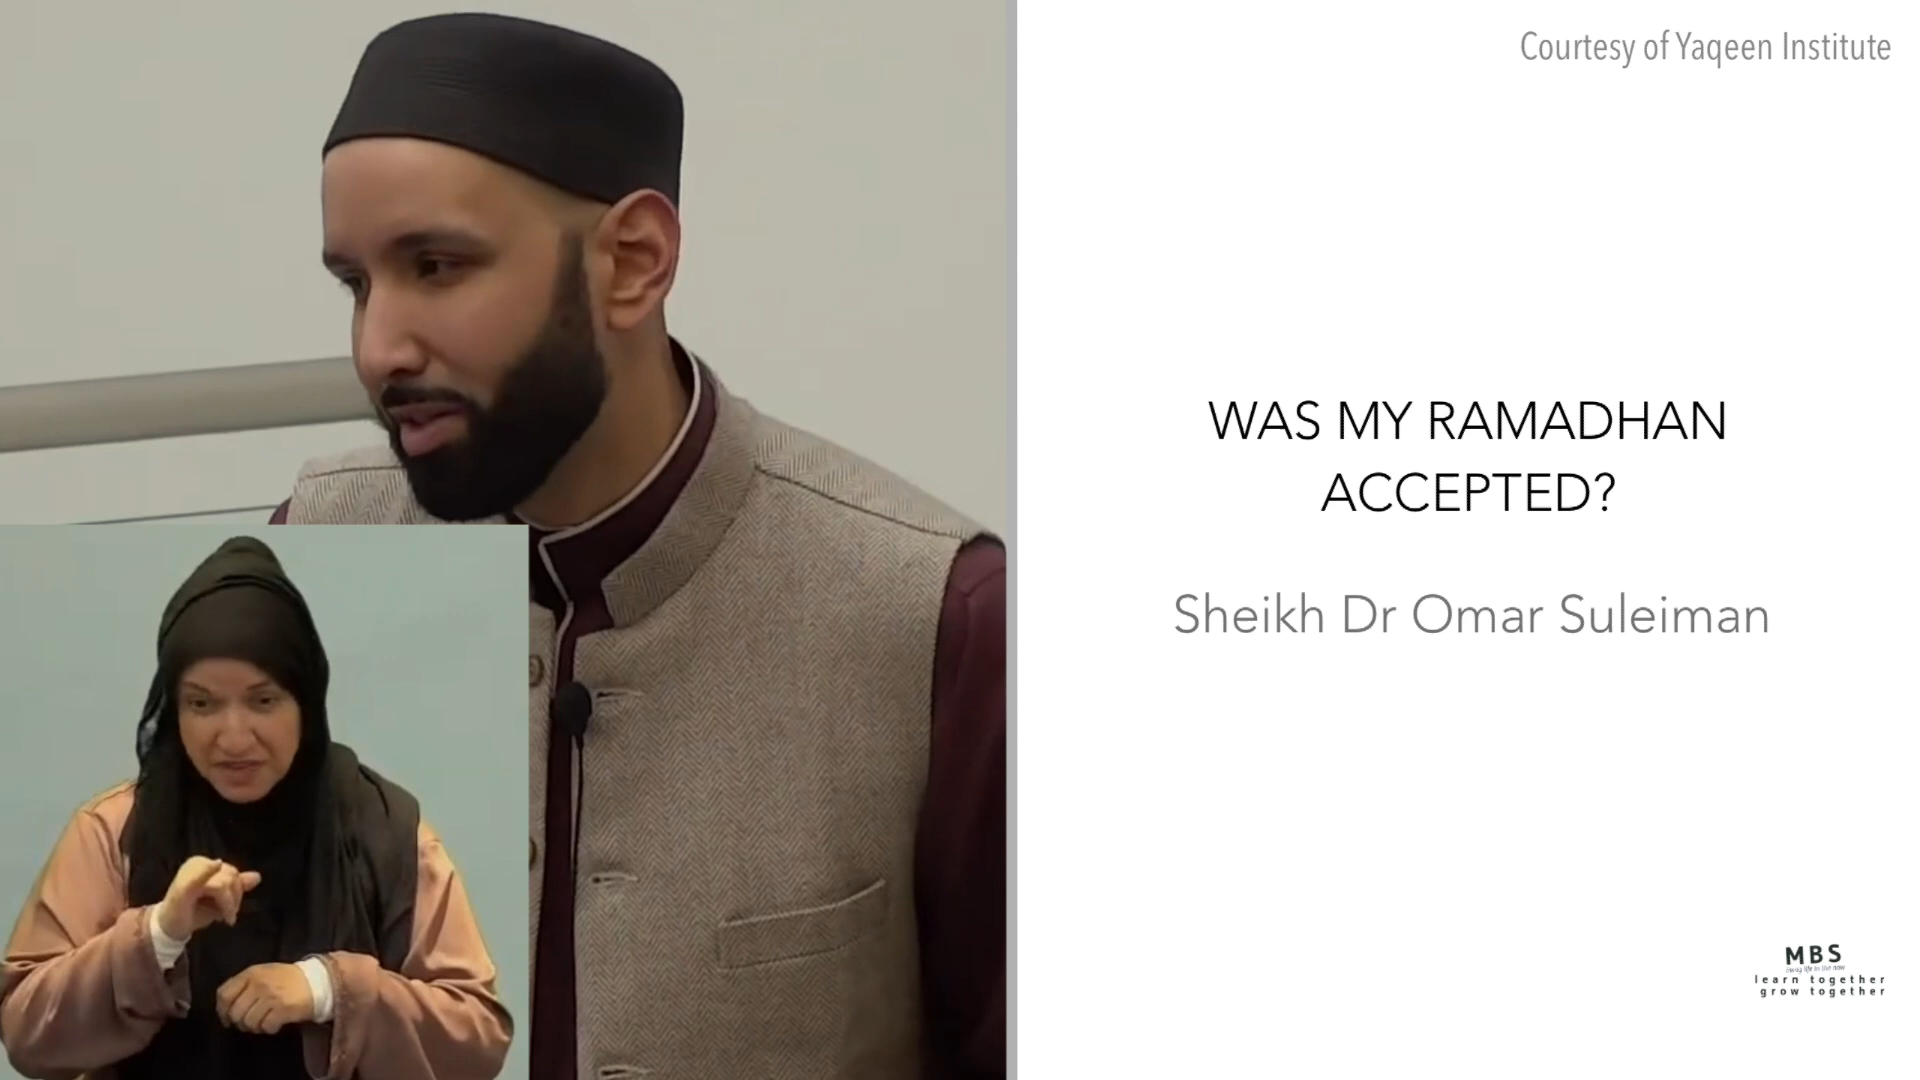 Courtesy of Yaqeen Institute
WAS MY RAMADHAN
ACCEPTED?
Sheikh Dr Omar Suleiman
MBS
learn together
grow together